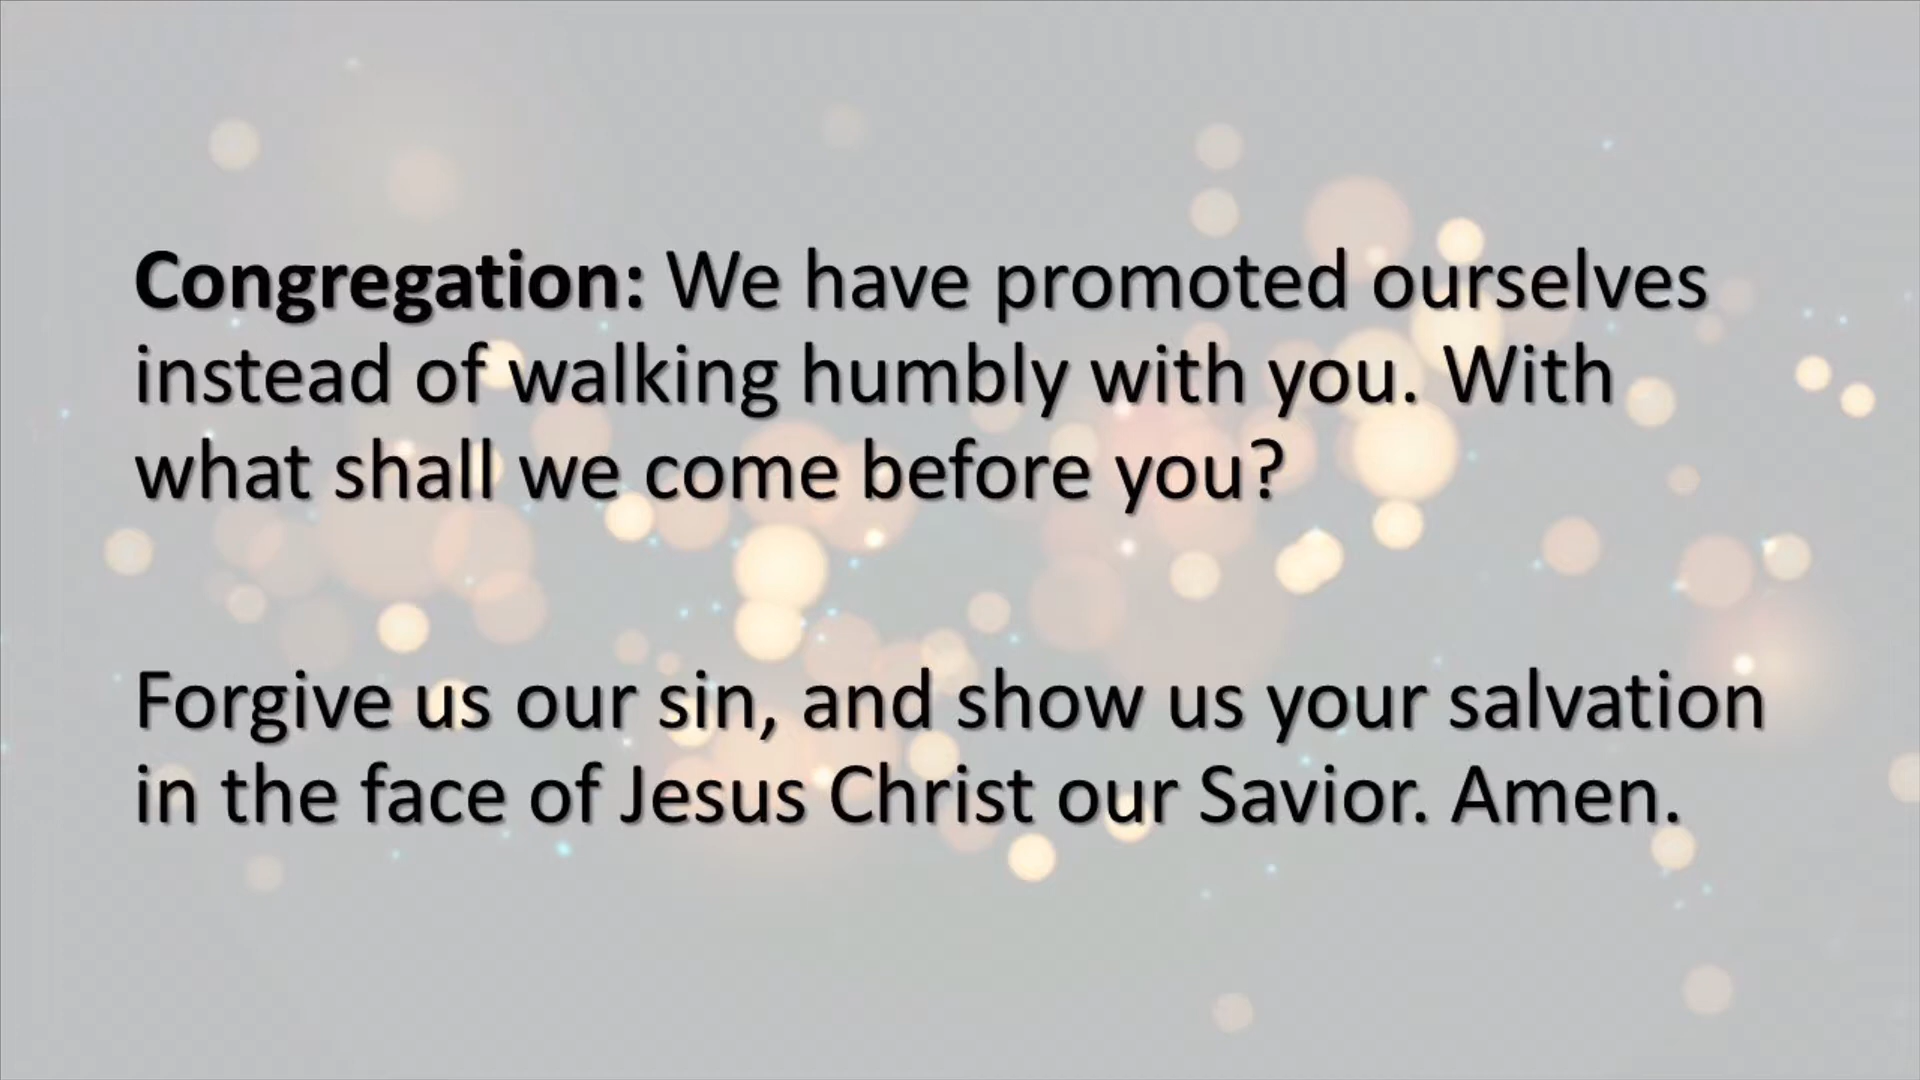 Congregation: We have promoted ourselves
instead of walking humbly with you. With
what shall we come before you?
Forgive us our sin, and show us your salvation
in the face of Jesus Christ our Savior. Amen.